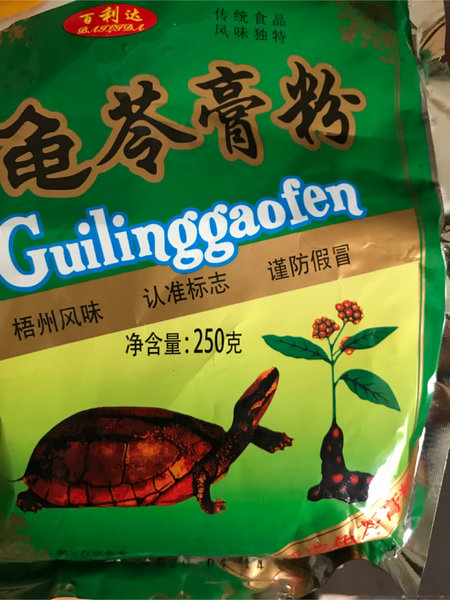 百利达
BAILIDA
传统食品
风味独特
龟苓膏粉
Guilinggaofen
梧州风味 认准标志 谨防假冒
净含量:250克